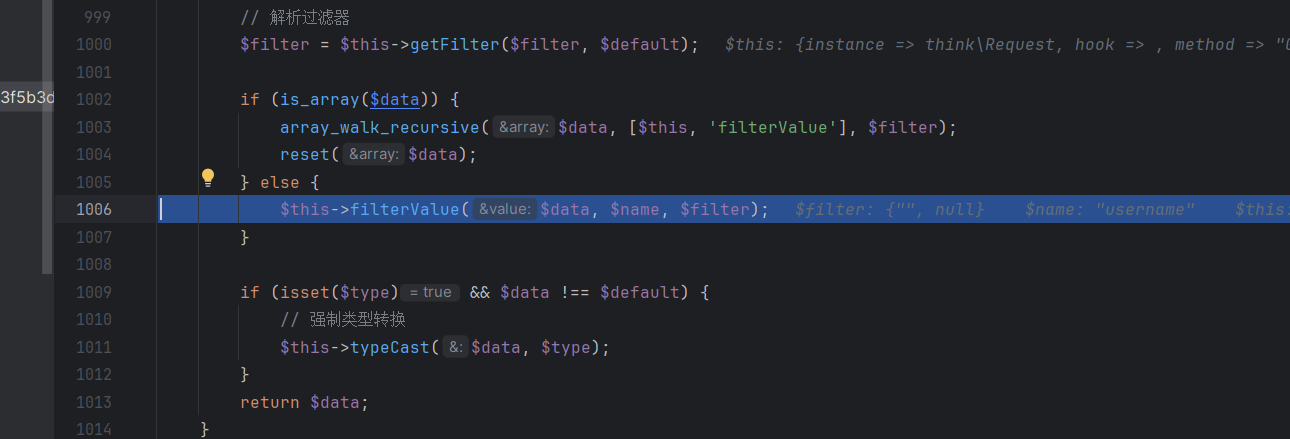 999 // 解析过滤器
1000 $filter = $this->getFilter($filter, $default); $this: {instance => think\Request, hook => , method => "
1001
3f5b3d 1002 if (is_array($data)) {
1003 array_walk_recursive( &array: $data, [$this, 'filterValue'], $filter);
1004 reset( &array: $data);
1005 } else {
1006 $this->filterValue( &value: $data, $name, $filter); $filter: {"", null} $name: "username" $this:
1007 }
1008
1009 if (isset($type) = true && $data !== $default) {
1010 // 强制类型转换
1011 $this->typeCast( &: $data, $type);
1012 }
1013 return $data;
1014 }